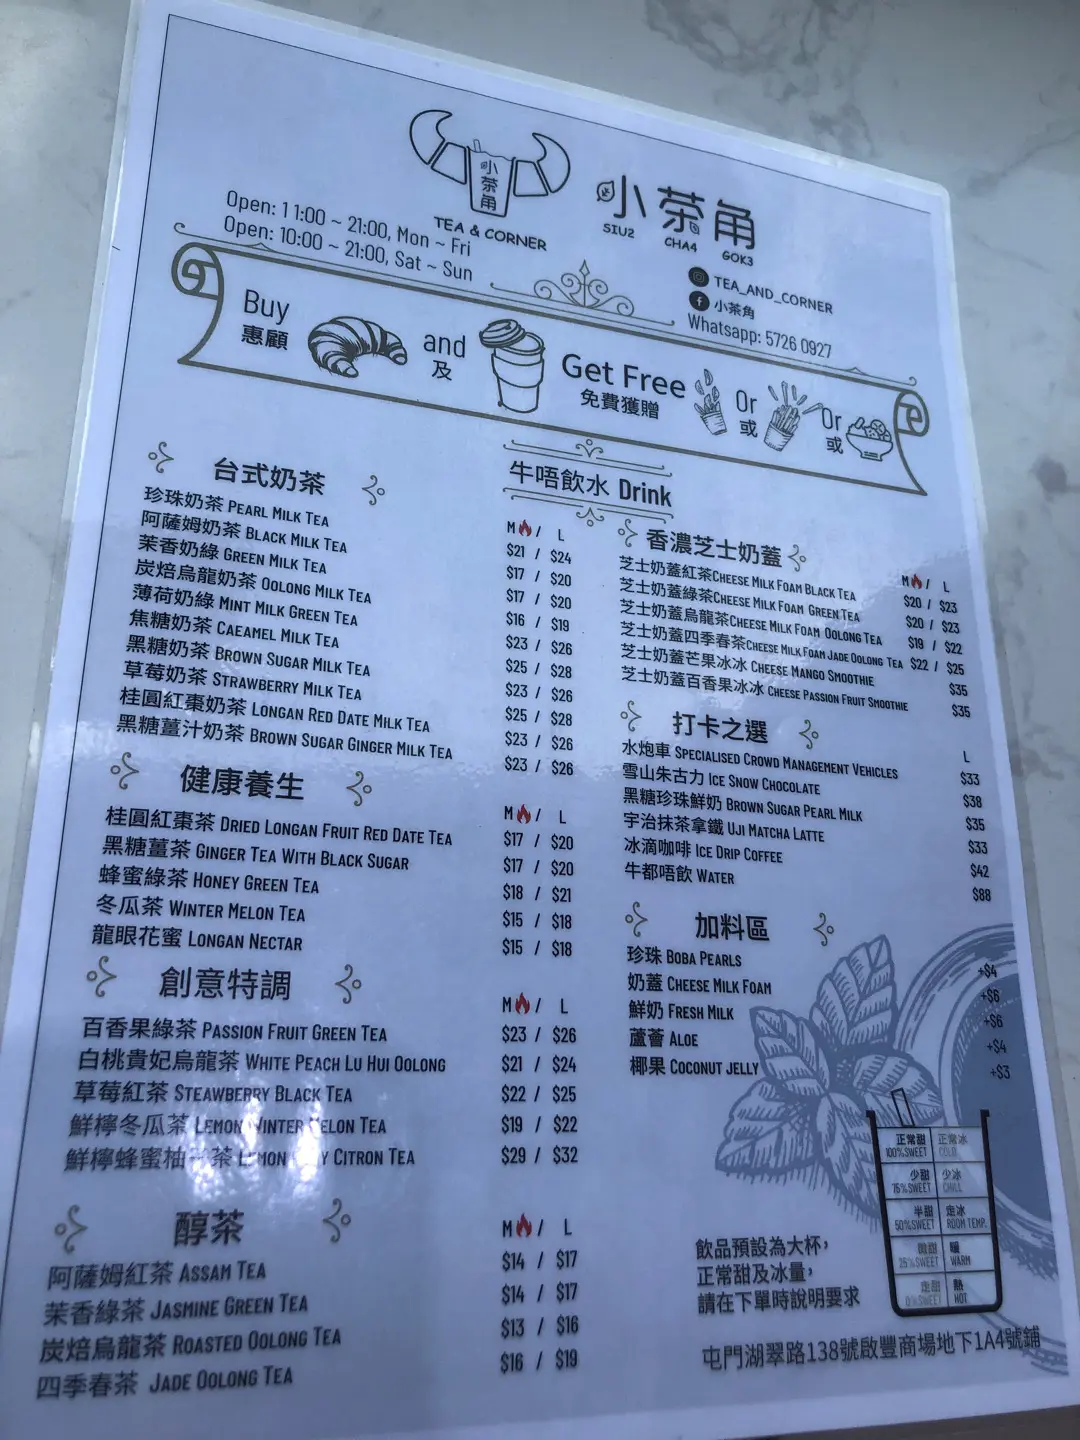 小茶角
TEA & CORNER
小茶角
SIU2 CHA4 GOK3
Open: 11:00 ~ 21:00, Mon ~ Fri
Open: 10:00 ~ 21:00, Sat ~ Sun
TEA_AND_CORNER
小茶角
Whatsapp: 5726 0927
Buy and Get Free Or Or
惠顧 及 免費獲贈 或 或
牛唔飲水 Drink
台式奶茶 M / L
珍珠奶茶 PEARL MILK TEA $21 / $24
阿薩姆奶茶 BLACK MILK TEA $17 / $20
茉香奶綠 GREEN MILK TEA $17 / $20
炭焙烏龍奶茶 OOLONG MILK TEA $16 / $19
薄荷奶綠 MINT MILK GREEN TEA $23 / $26
焦糖奶茶 CAEAMEL MILK TEA $25 / $28
黑糖奶茶 BROWN SUGAR MILK TEA $23 / $26
草莓奶茶 STRAWBERRY MILK TEA $25 / $28
桂圓紅棗奶茶 LONGAN RED DATE MILK TEA $23 / $26
黑糖薑汁奶茶 BROWN SUGAR GINGER MILK TEA $23 / $26
健康養生 M / L
桂圓紅棗茶 DRIED LONGAN FRUIT RED DATE TEA $17 / $20
黑糖薑茶 GINGER TEA WITH BLACK SUGAR $17 / $20
蜂蜜綠茶 HONEY GREEN TEA $18 / $21
冬瓜茶 WINTER MELON TEA $15 / $18
龍眼花蜜 LONGAN NECTAR $15 / $18
創意特調 M / L
百香果綠茶 PASSION FRUIT GREEN TEA $23 / $26
白桃貴妃烏龍茶 WHITE PEACH LU HUI OOLONG $21 / $24
草莓紅茶 STEAWBERRY BLACK TEA $22 / $25
鮮檸冬瓜茶 LEMON WINTER MELON TEA $19 / $22
鮮檸蜂蜜柚 茶 LEMON CITRON TEA $29 / $32
醇茶 M / L
阿薩姆紅茶 ASSAM TEA $14 / $17
茉香綠茶 JASMINE GREEN TEA $14 / $17
炭焙烏龍茶 ROASTED OOLONG TEA $13 / $16
四季春茶 JADE OOLONG TEA $16 / $19
香濃芝士奶蓋 M / L
芝士奶蓋紅茶 CHEESE MILK FOAM BLACK TEA $20 / $23
芝士奶蓋綠茶 CHEESE MILK FOAM GREEN TEA $20 / $23
芝士奶蓋烏龍茶 CHEESE MILK FOAM OOLONG TEA $19 / $22
芝士奶蓋四季春茶 CHEESE MILK FOAM JADE OOLONG TEA $22 / $25
芝士奶蓋芒果冰冰 CHEESE MANGO SMOOTHIE $35
芝士奶蓋百香果冰冰 CHEESE PASSION FRUIT SMOOTHIE $35
打卡之選 L
水炮車 SPECIALISED CROWD MANAGEMENT VEHICLES $33
雪山朱古力 ICE SNOW CHOCOLATE $38
黑糖珍珠鮮奶 BROWN SUGAR PEARL MILK $35
宇治抹茶拿鐵 UJI MATCHA LATTE $33
冰滴咖啡 ICE DRIP COFFEE $42
牛都唔飲 WATER $88
加料區
珍珠 BOBA PEARLS +$4
奶蓋 CHEESE MILK FOAM +$6
鮮奶 FRESH MILK +$6
蘆薈 ALOE +$4
椰果 COCONUT JELLY +$3
正常甜 正常冰
100%SWEET COLD
少甜 少冰
75%SWEET CHILL
半甜 走冰
50%SWEET ROOM TEMP.
微甜 暖
25%SWEET WARM
走甜 熱
0%SWEET HOT
飲品預設為大杯，
正常甜及冰量，
請在下單時說明要求
屯門湖翠路138號啟豐商場地下1A4號鋪